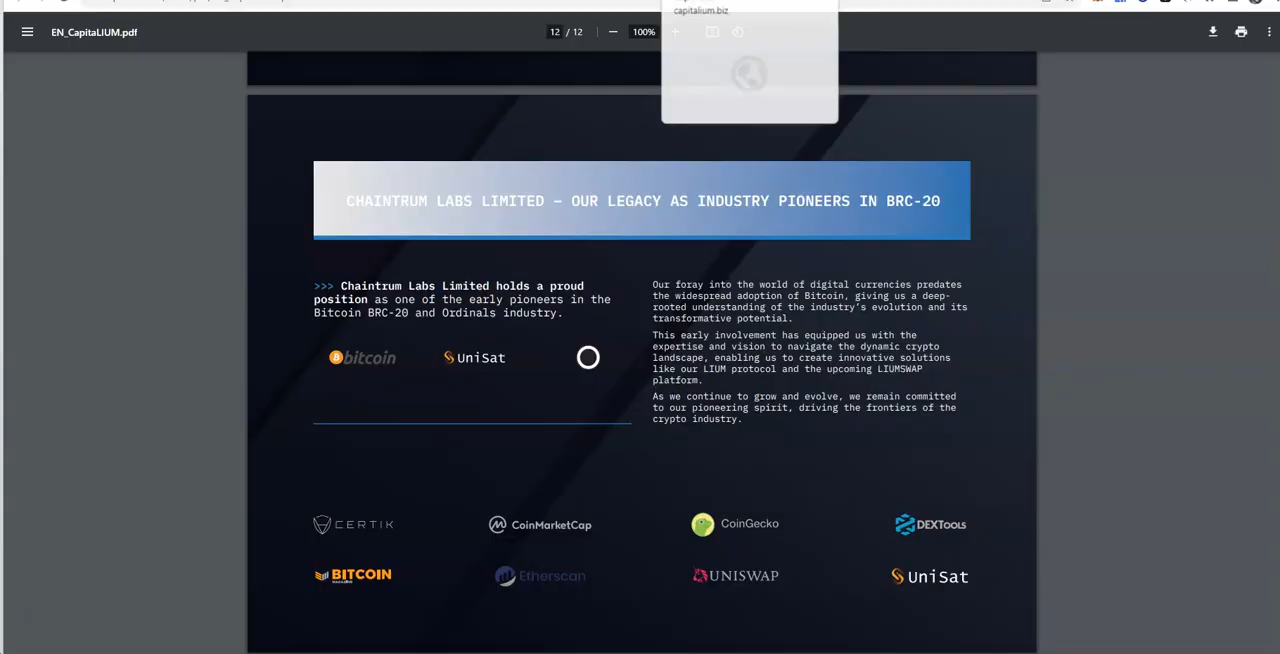 capitalium.biz
EN_CapitaLIUM.pdf
12 / 12
100%
CHAINTRUM LABS LIMITED – OUR LEGACY AS INDUSTRY PIONEERS IN BRC-20
>>> Chaintrum Labs Limited holds a proud
position as one of the early pioneers in the
Bitcoin BRC-20 and Ordinals industry.
bitcoin
UniSat
Our foray into the world of digital currencies predates
the widespread adoption of Bitcoin, giving us a deep-
rooted understanding of the industry's evolution and its
transformative potential.
This early involvement has equipped us with the
expertise and vision to navigate the dynamic crypto
landscape, enabling us to create innovative solutions
like our LIUM protocol and the upcoming LIUMSWAP
platform.
As we continue to grow and evolve, we remain committed
to our pioneering spirit, driving the frontiers of the
crypto industry.
CERTIK
CoinMarketCap
CoinGecko
DEXTools
BITCOIN
MAGAZINE
Etherscan
UNISWAP
UniSat